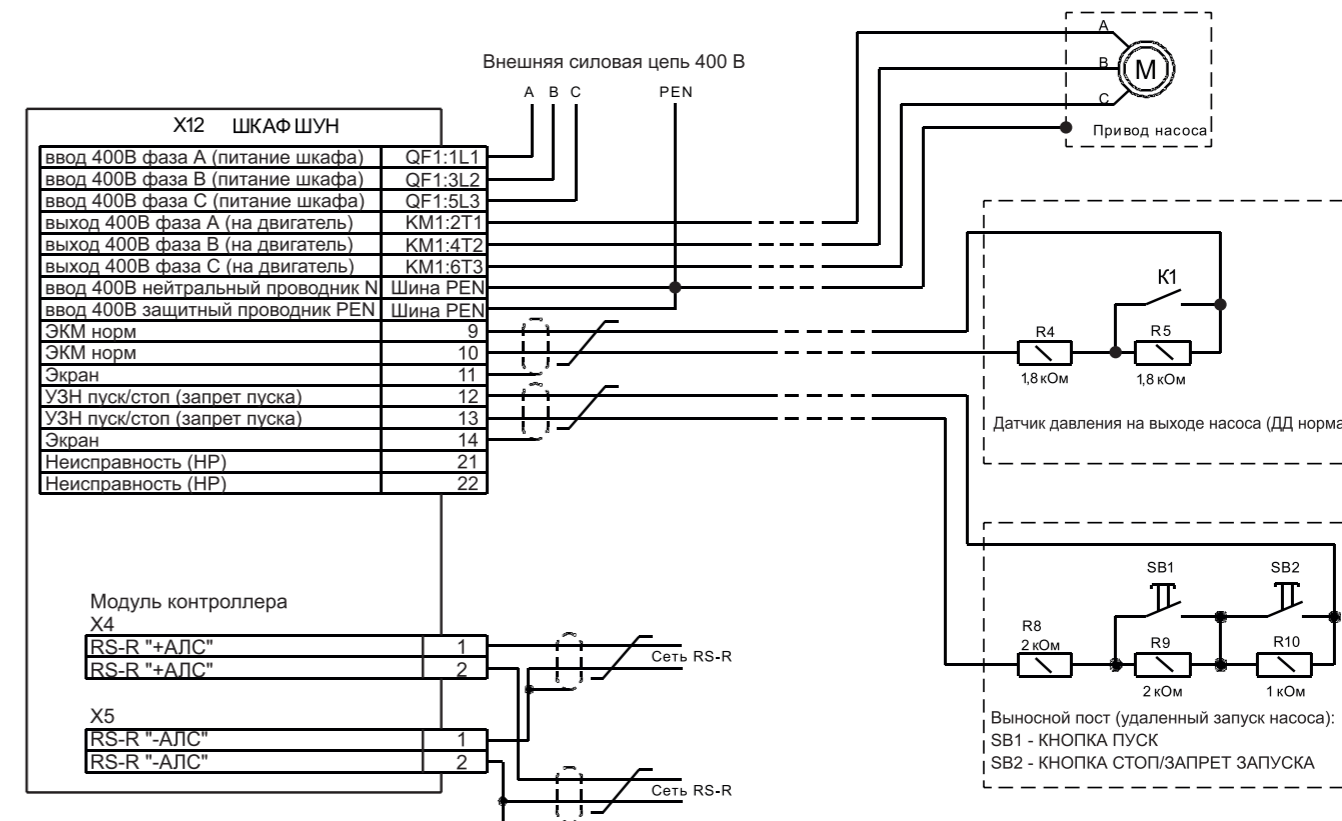 Внешняя силовая цепь 400 В
A B C PEN
X12 ШКАФ ШУН
ввод 400В фаза A (питание шкафа) QF1:1L1
ввод 400В фаза B (питание шкафа) QF1:3L2
ввод 400В фаза C (питание шкафа) QF1:5L3
выход 400В фаза A (на двигатель) KM1:2T1
выход 400В фаза B (на двигатель) KM1:4T2
выход 400В фаза C (на двигатель) KM1:6T3
ввод 400В нейтральный проводник N Шина PEN
ввод 400В защитный проводник PEN Шина PEN
ЭКМ норм 9
ЭКМ норм 10
Экран 11
УЗН пуск/стоп (запрет пуска) 12
УЗН пуск/стоп (запрет пуска) 13
Экран 14
Неисправность (НР) 21
Неисправность (НР) 22
A
B M
C
Привод насоса
K1
R4 R5
1,8 кОм 1,8 кОм
Датчик давления на выходе насоса (ДД норма
SB1 SB2
R8
2 кОм R9 R10
2 кОм 1 кОм
Выносной пост (удаленный запуск насоса):
SB1 - КНОПКА ПУСК
SB2 - КНОПКА СТОП/ЗАПРЕТ ЗАПУСКА
Модуль контроллера
X4
RS-R "+АЛС" 1
RS-R "+АЛС" 2
Сеть RS-R
X5
RS-R "-АЛС" 1
RS-R "-АЛС" 2
Сеть RS-R